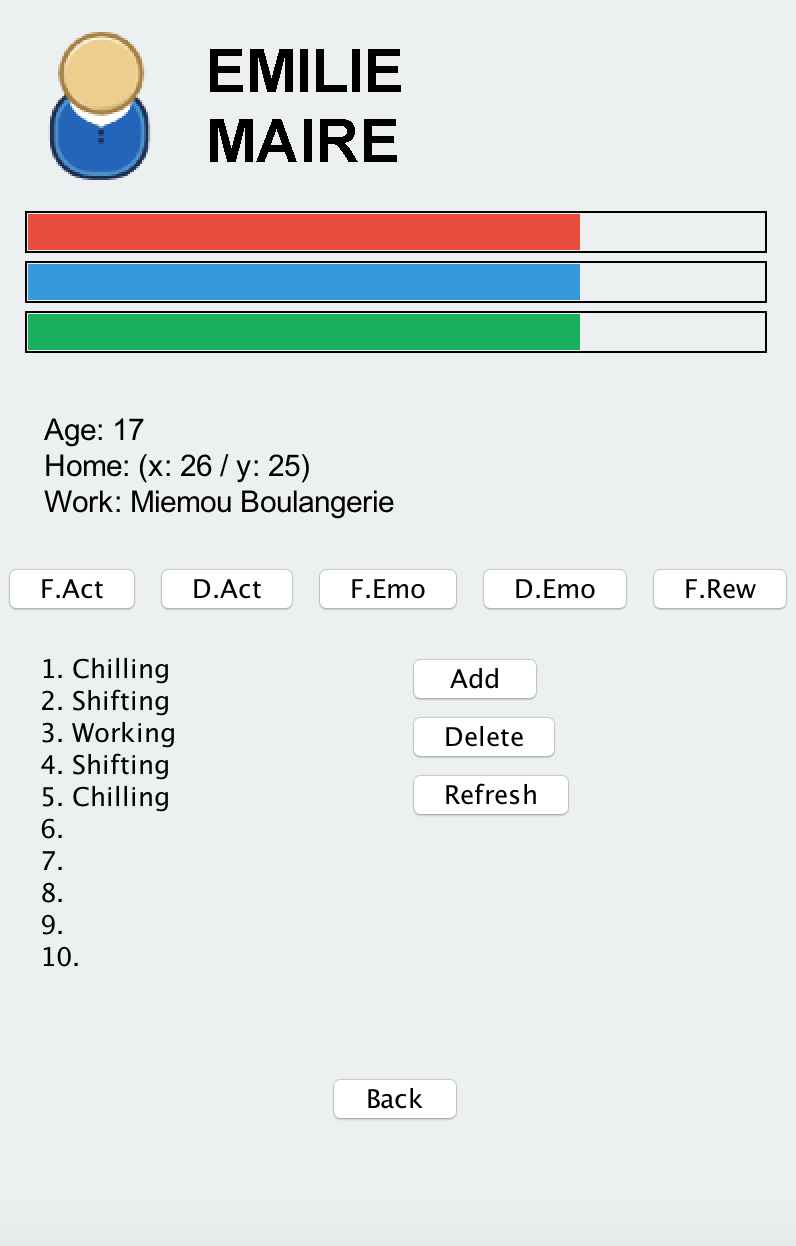 EMILIE
MAIRE
Age: 17
Home: (x: 26 / y: 25)
Work: Miemou Boulangerie
F.Act D.Act F.Emo D.Emo F.Rew
1. Chilling
2. Shifting
3. Working
4. Shifting
5. Chilling
6.
7.
8.
9.
10.
Add
Delete
Refresh
Back